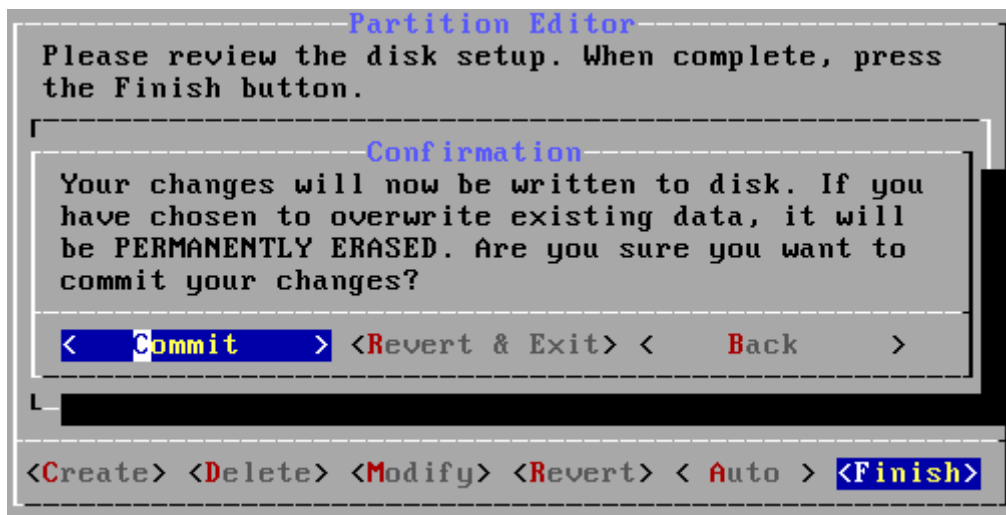 Partition Editor
Please review the disk setup. When complete, press
the Finish button.
Confirmation
Your changes will now be written to disk. If you
have chosen to overwrite existing data, it will
be PERMANENTLY ERASED. Are you sure you want to
commit your changes?
< Commit > <Revert & Exit> < Back >
<Create> <Delete> <Modify> <Revert> < Auto > <Finish>